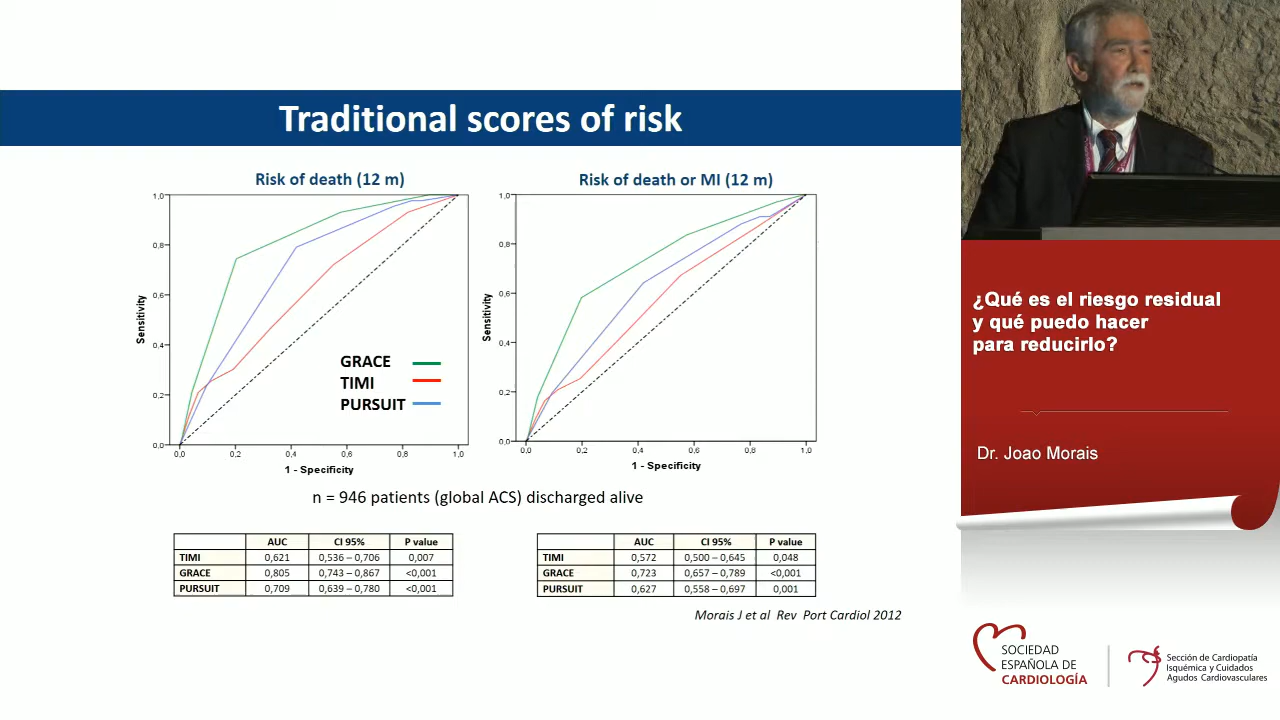 Traditional scores of risk
Risk of death (12 m)
1,0
0,8
0,6
0,4
0,2
0,0
Sensitivity
0,0 0,2 0,4 0,6 0,8 1,0
1 - Specificity
GRACE
TIMI
PURSUIT
Risk of death or MI (12 m)
1,0
0,8
0,6
0,4
0,2
0,0
Sensitivity
0,0 0,2 0,4 0,6 0,8 1,0
1 - Specificity
n = 946 patients (global ACS) discharged alive
AUC CI 95% P value
TIMI 0,621 0,536 – 0,706 0,007
GRACE 0,805 0,743 – 0,867 <0,001
PURSUIT 0,709 0,639 – 0,780 <0,001
AUC CI 95% P value
TIMI 0,572 0,500 – 0,645 0,048
GRACE 0,723 0,657 – 0,789 <0,001
PURSUIT 0,627 0,558 – 0,697 0,001
Morais J et al Rev Port Cardiol 2012
¿Qué es el riesgo residual
y qué puedo hacer
para reducirlo?
Dr. Joao Morais
SOCIEDAD
ESPAÑOLA DE
CARDIOLOGÍA
Sección de Cardiopatía
Isquémica y Cuidados
Agudos Cardiovasculares